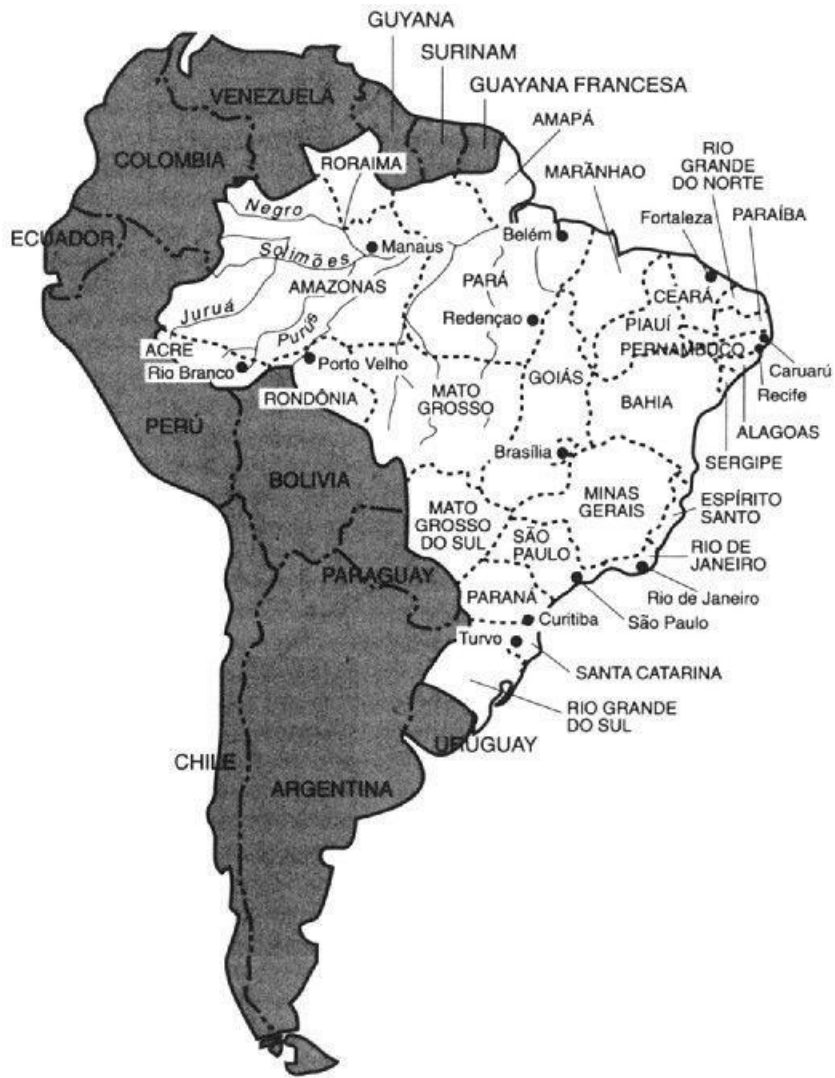 GUYANA
SURINAM
GUAYANA FRANCESA
VENEZUELA
AMAPÁ
COLOMBIA
RORAIMA
MARÃNHAO
RIO
GRANDE
DO NORTE
PARAÍBA
Fortaleza
ECUADOR
Negro
Solimões
Manaus
Belém
AMAZONAS
PARÁ
CEARÁ
Juruá
Purus
Redençao
PIAUÍ
PERNAMBUCO
ACRE
Rio Branco
Porto Velho
Caruarú
Recife
RONDÔNIA
MATO
GROSSO
GOIÁS
BAHIA
ALAGOAS
PERÚ
SERGIPE
Brasília
BOLIVIA
MINAS
GERAIS
ESPÍRITO
SANTO
MATO
GROSSO
DO SUL
SÃO
PAULO
RIO DE
JANEIRO
PARAGUAY
PARANÁ
Rio de Janeiro
Curitiba
São Paulo
Turvo
SANTA CATARINA
RIO GRANDE
DO SUL
URUGUAY
CHILE
ARGENTINA